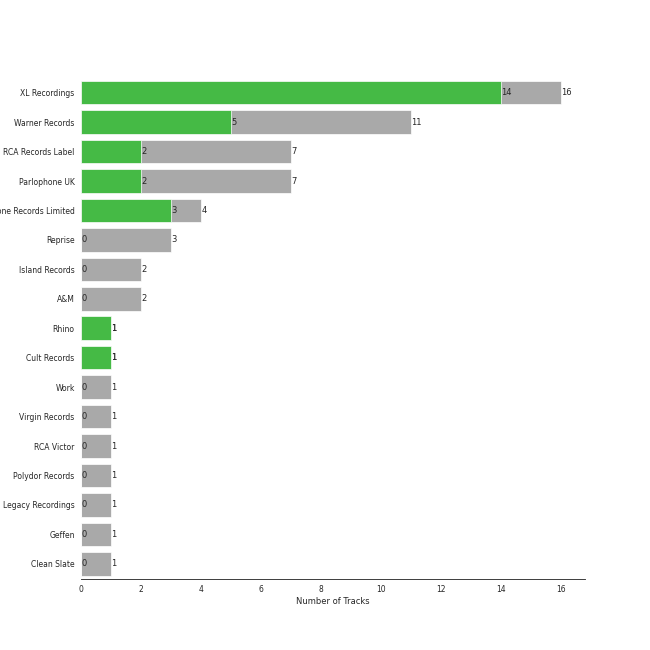 XL Recordings 14 16
Warner Records 5 11
RCA Records Label 2 7
Parlophone UK 2 7
one Records Limited 3 4
Reprise 0 3
Island Records 0 2
A&M 0 2
Rhino 1
Cult Records 1
Work 0 1
Virgin Records 0 1
RCA Victor 0 1
Polydor Records 0 1
Legacy Recordings 0 1
Geffen 0 1
Clean Slate 0 1
0 2 4 6 8 10 12 14 16
Number of Tracks